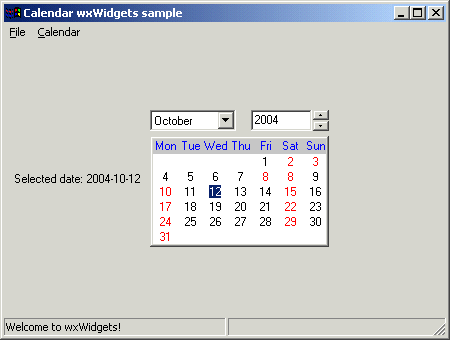 Calendar wxWidgets sample
File Calendar
October 2004
Mon Tue Wed Thu Fri Sat Sun
1 2 3
4 5 6 7 8 8 9
Selected date: 2004-10-12
10 11 12 13 14 15 16
17 18 19 20 21 22 23
24 25 26 27 28 29 30
31
Welcome to wxWidgets!